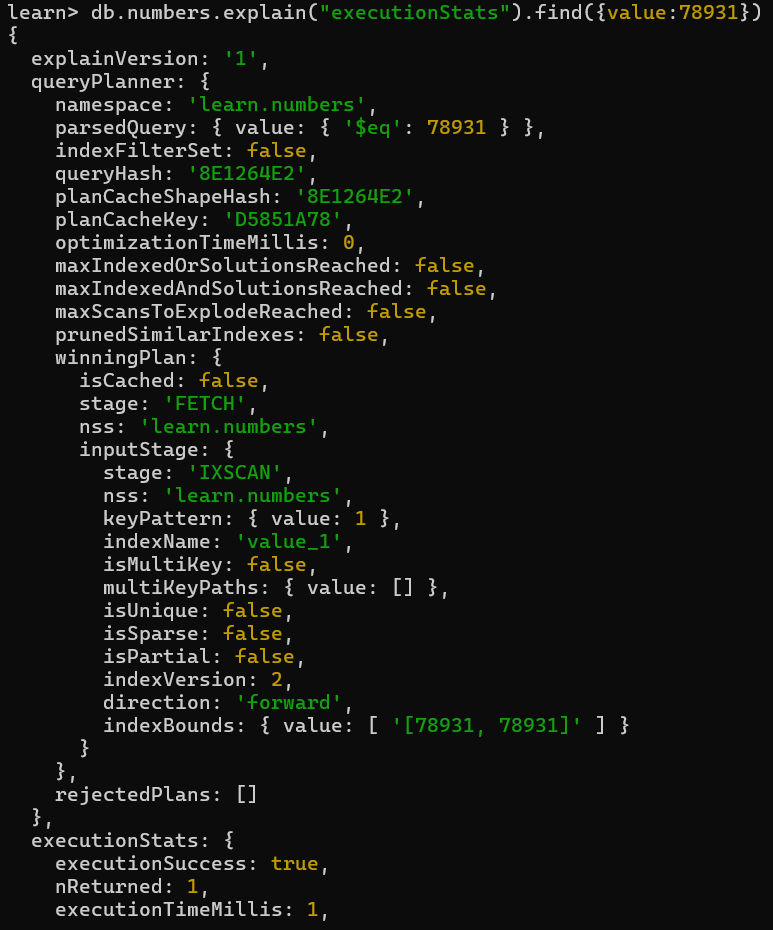 learn> db.numbers.explain("executionStats").find({value:78931})
{
  explainVersion: '1',
  queryPlanner: {
    namespace: 'learn.numbers',
    parsedQuery: { value: { '$eq': 78931 } },
    indexFilterSet: false,
    queryHash: '8E1264E2',
    planCacheShapeHash: '8E1264E2',
    planCacheKey: 'D5851A78',
    optimizationTimeMillis: 0,
    maxIndexedOrSolutionsReached: false,
    maxIndexedAndSolutionsReached: false,
    maxScansToExplodeReached: false,
    prunedSimilarIndexes: false,
    winningPlan: {
      isCached: false,
      stage: 'FETCH',
      nss: 'learn.numbers',
      inputStage: {
        stage: 'IXSCAN',
        nss: 'learn.numbers',
        keyPattern: { value: 1 },
        indexName: 'value_1',
        isMultiKey: false,
        multiKeyPaths: { value: [] },
        isUnique: false,
        isSparse: false,
        isPartial: false,
        indexVersion: 2,
        direction: 'forward',
        indexBounds: { value: [ '[78931, 78931]' ] }
      }
    },
    rejectedPlans: []
  },
  executionStats: {
    executionSuccess: true,
    nReturned: 1,
    executionTimeMillis: 1,